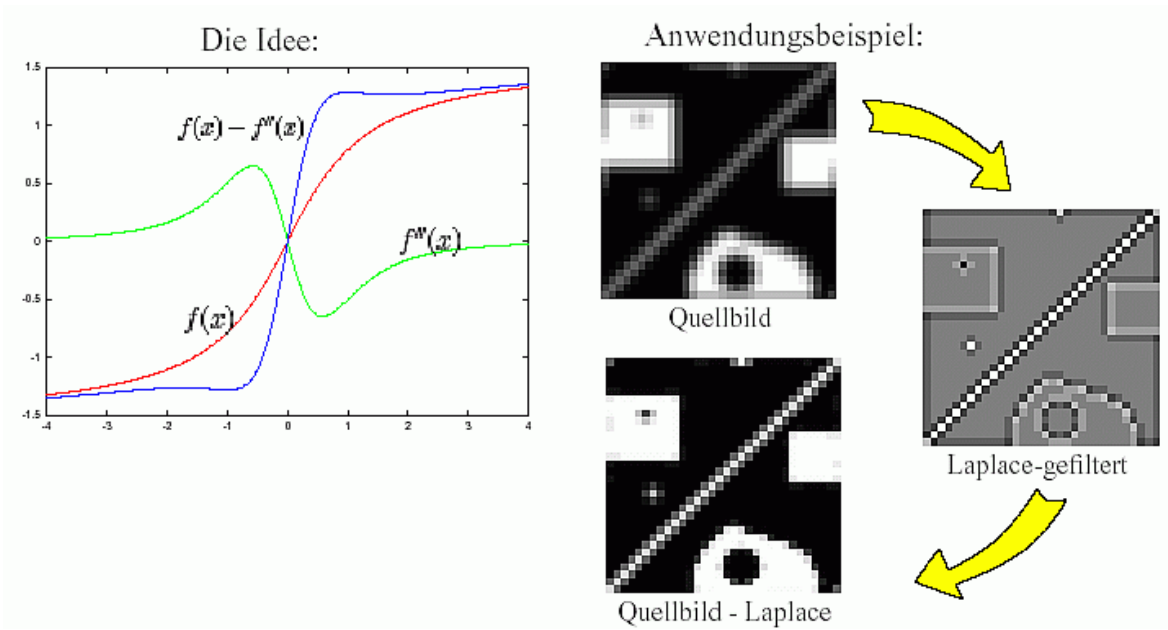 Die Idee:
Anwendungsbeispiel:
1.5
1
0.5
0
-0.5
-1
-1.5
-4
-3
-2
-1
0
1
2
3
4
f(x) − f''(x)
f'''(x)
f(x)
Quellbild
Laplace-gefiltert
Quellbild - Laplace